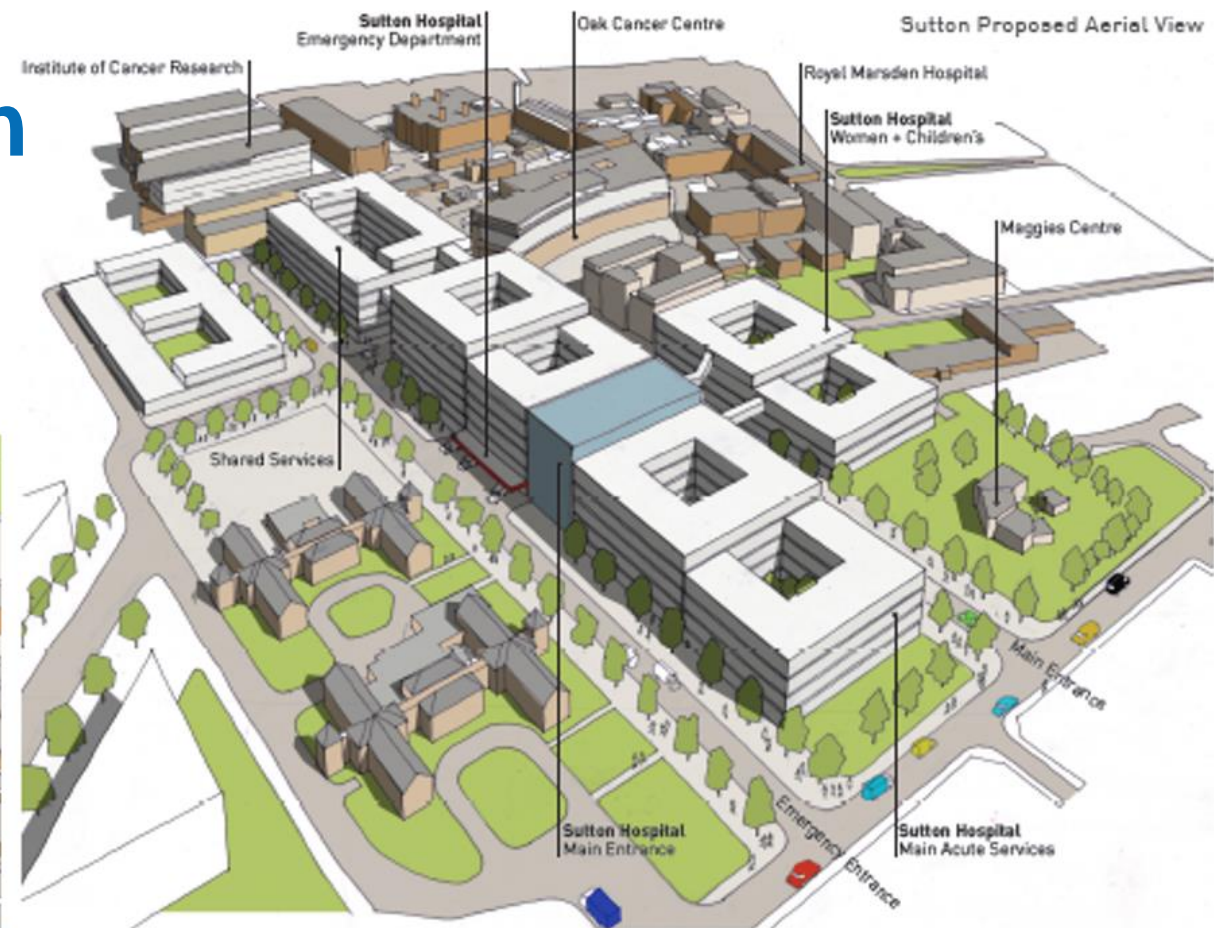 Sutton Proposed Aerial View
Sutton Hospital
Emergency Department
Oak Cancer Centre
Institute of Cancer Research
Royal Marsden Hospital
Sutton Hospital
Women + Children's
n
Maggies Centre
Shared Services
Main Entrance
Emergency Entrance
Sutton Hospital
Main Entrance
Sutton Hospital
Main Acute Services